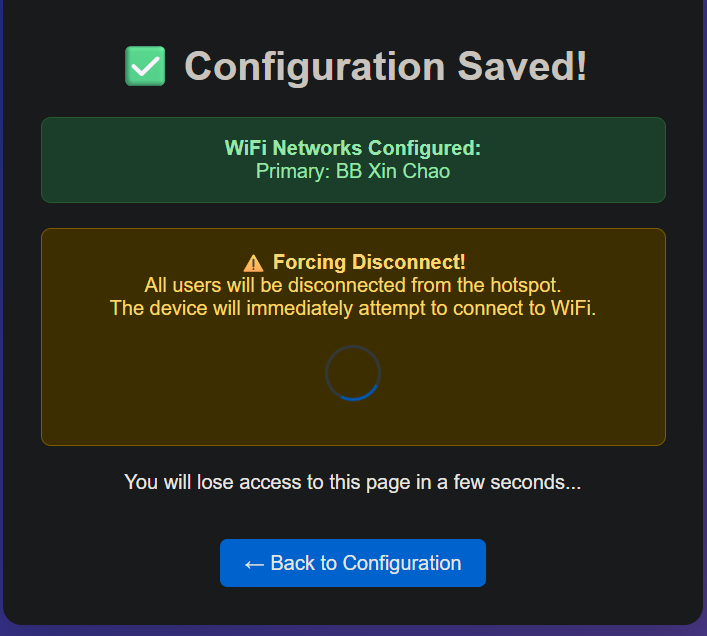 ✅ Configuration Saved!
WiFi Networks Configured:
Primary: BB Xin Chao
⚠️ Forcing Disconnect!
All users will be disconnected from the hotspot.
The device will immediately attempt to connect to WiFi.
You will lose access to this page in a few seconds...
← Back to Configuration